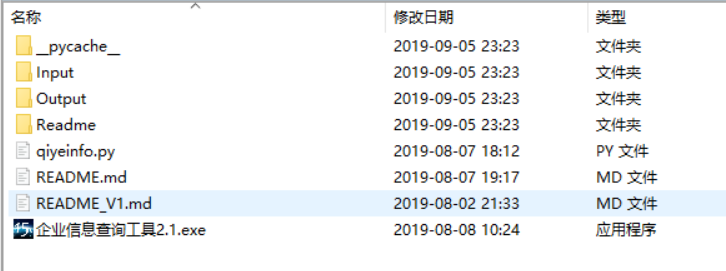 名称 修改日期 类型
__pycache__ 2019-09-05 23:23 文件夹
Input 2019-09-05 23:23 文件夹
Output 2019-09-05 23:23 文件夹
Readme 2019-09-05 23:23 文件夹
qiyeinfo.py 2019-08-07 18:12 PY 文件
README.md 2019-08-07 19:17 MD 文件
README_V1.md 2019-08-02 21:33 MD 文件
企业信息查询工具2.1.exe 2019-08-08 10:24 应用程序